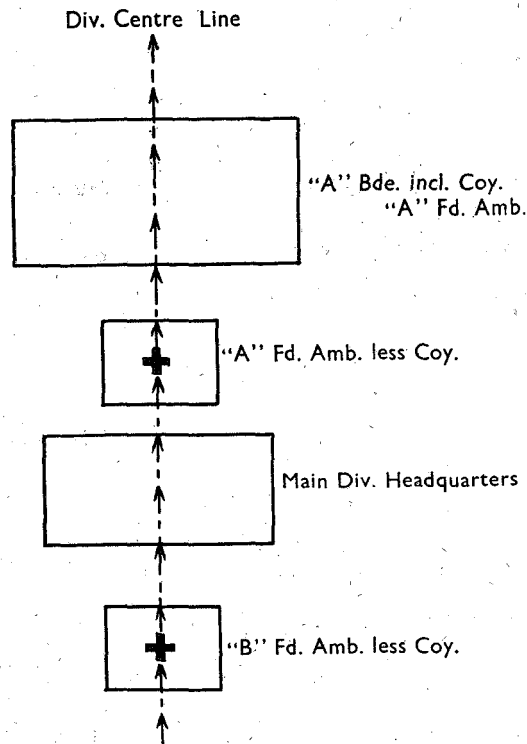 Div. Centre Line
“A” Bde. incl. Coy.
“A” Fd. Amb.
“A” Fd. Amb. less Coy.
Main Div. Headquarters
“B” Fd. Amb. less Coy.